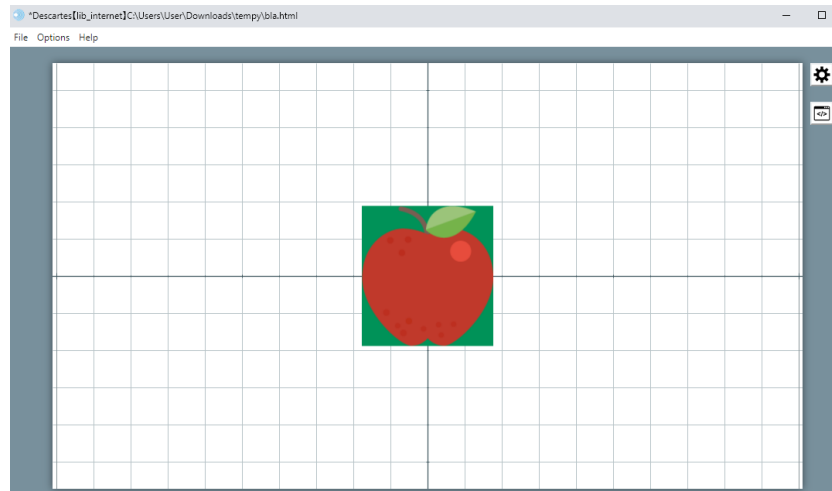 *Descartes【lib_internet】C:\Users\User\Downloads\tempy\bla.html
File Options Help
</>